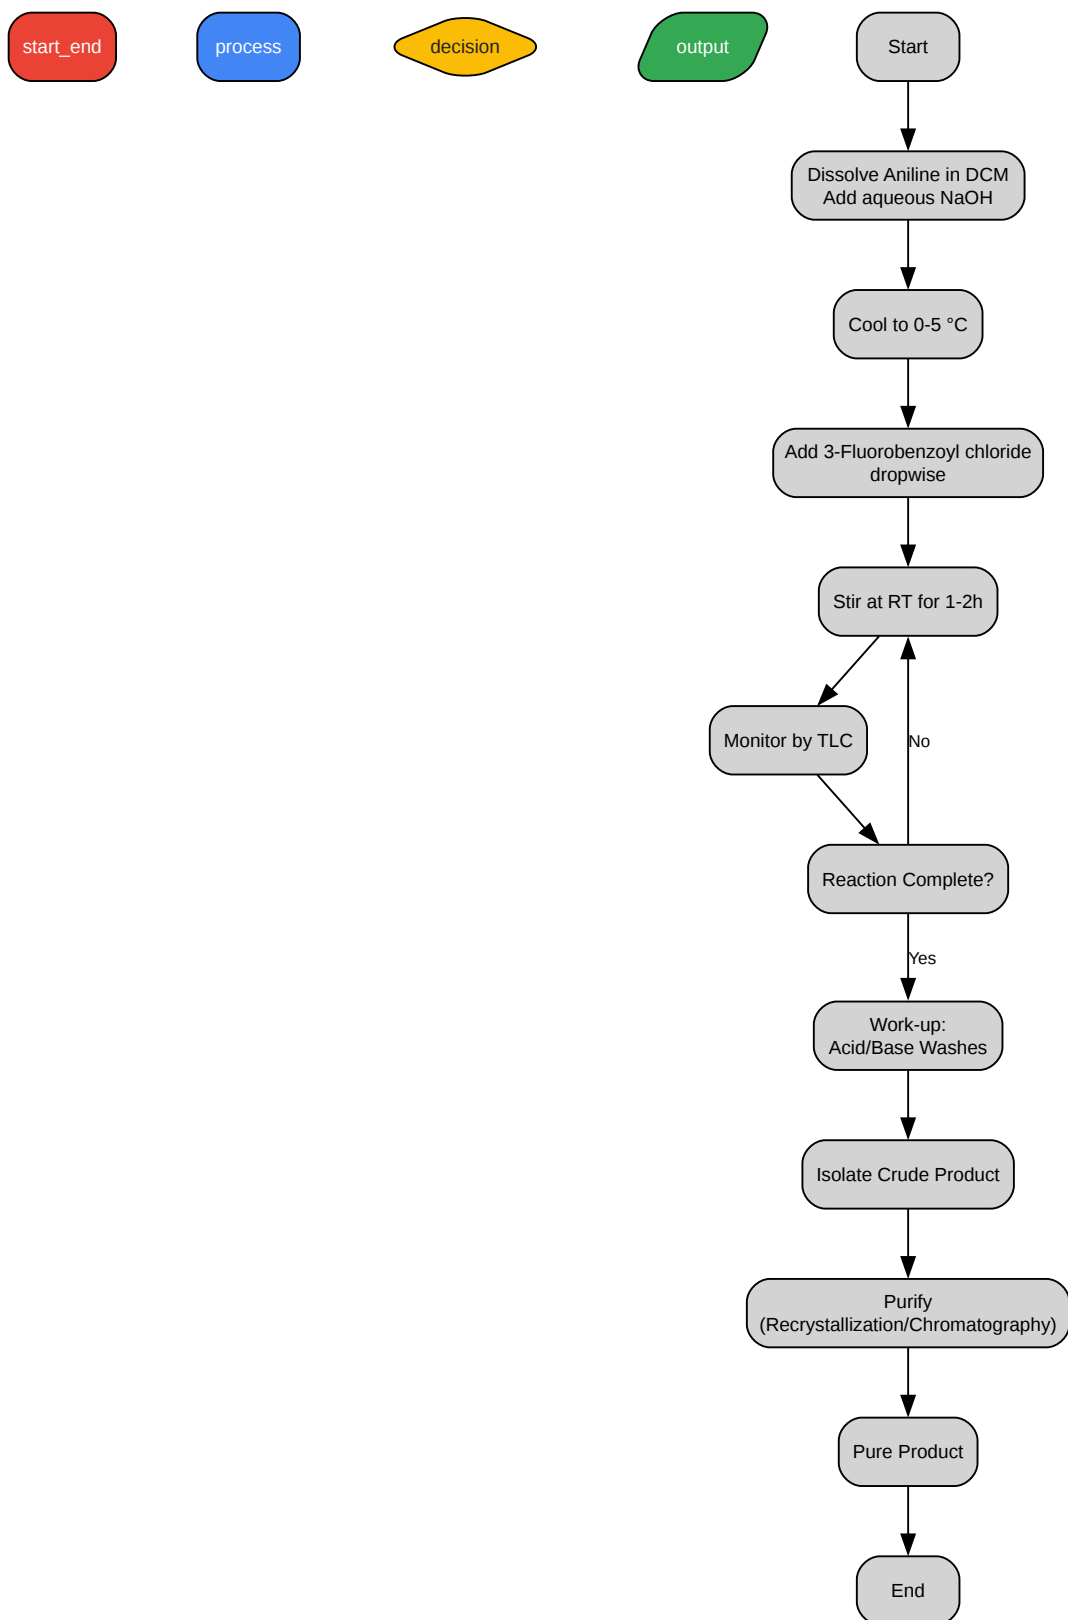 start_end
process
decision
output
Start
Dissolve Aniline in DCM
Add aqueous NaOH
Cool to 0-5 °C
Add 3-Fluorobenzoyl chloride
dropwise
Stir at RT for 1-2h
Monitor by TLC
No
Reaction Complete?
Yes
Work-up:
Acid/Base Washes
Isolate Crude Product
Purify
(Recrystallization/Chromatography)
Pure Product
End